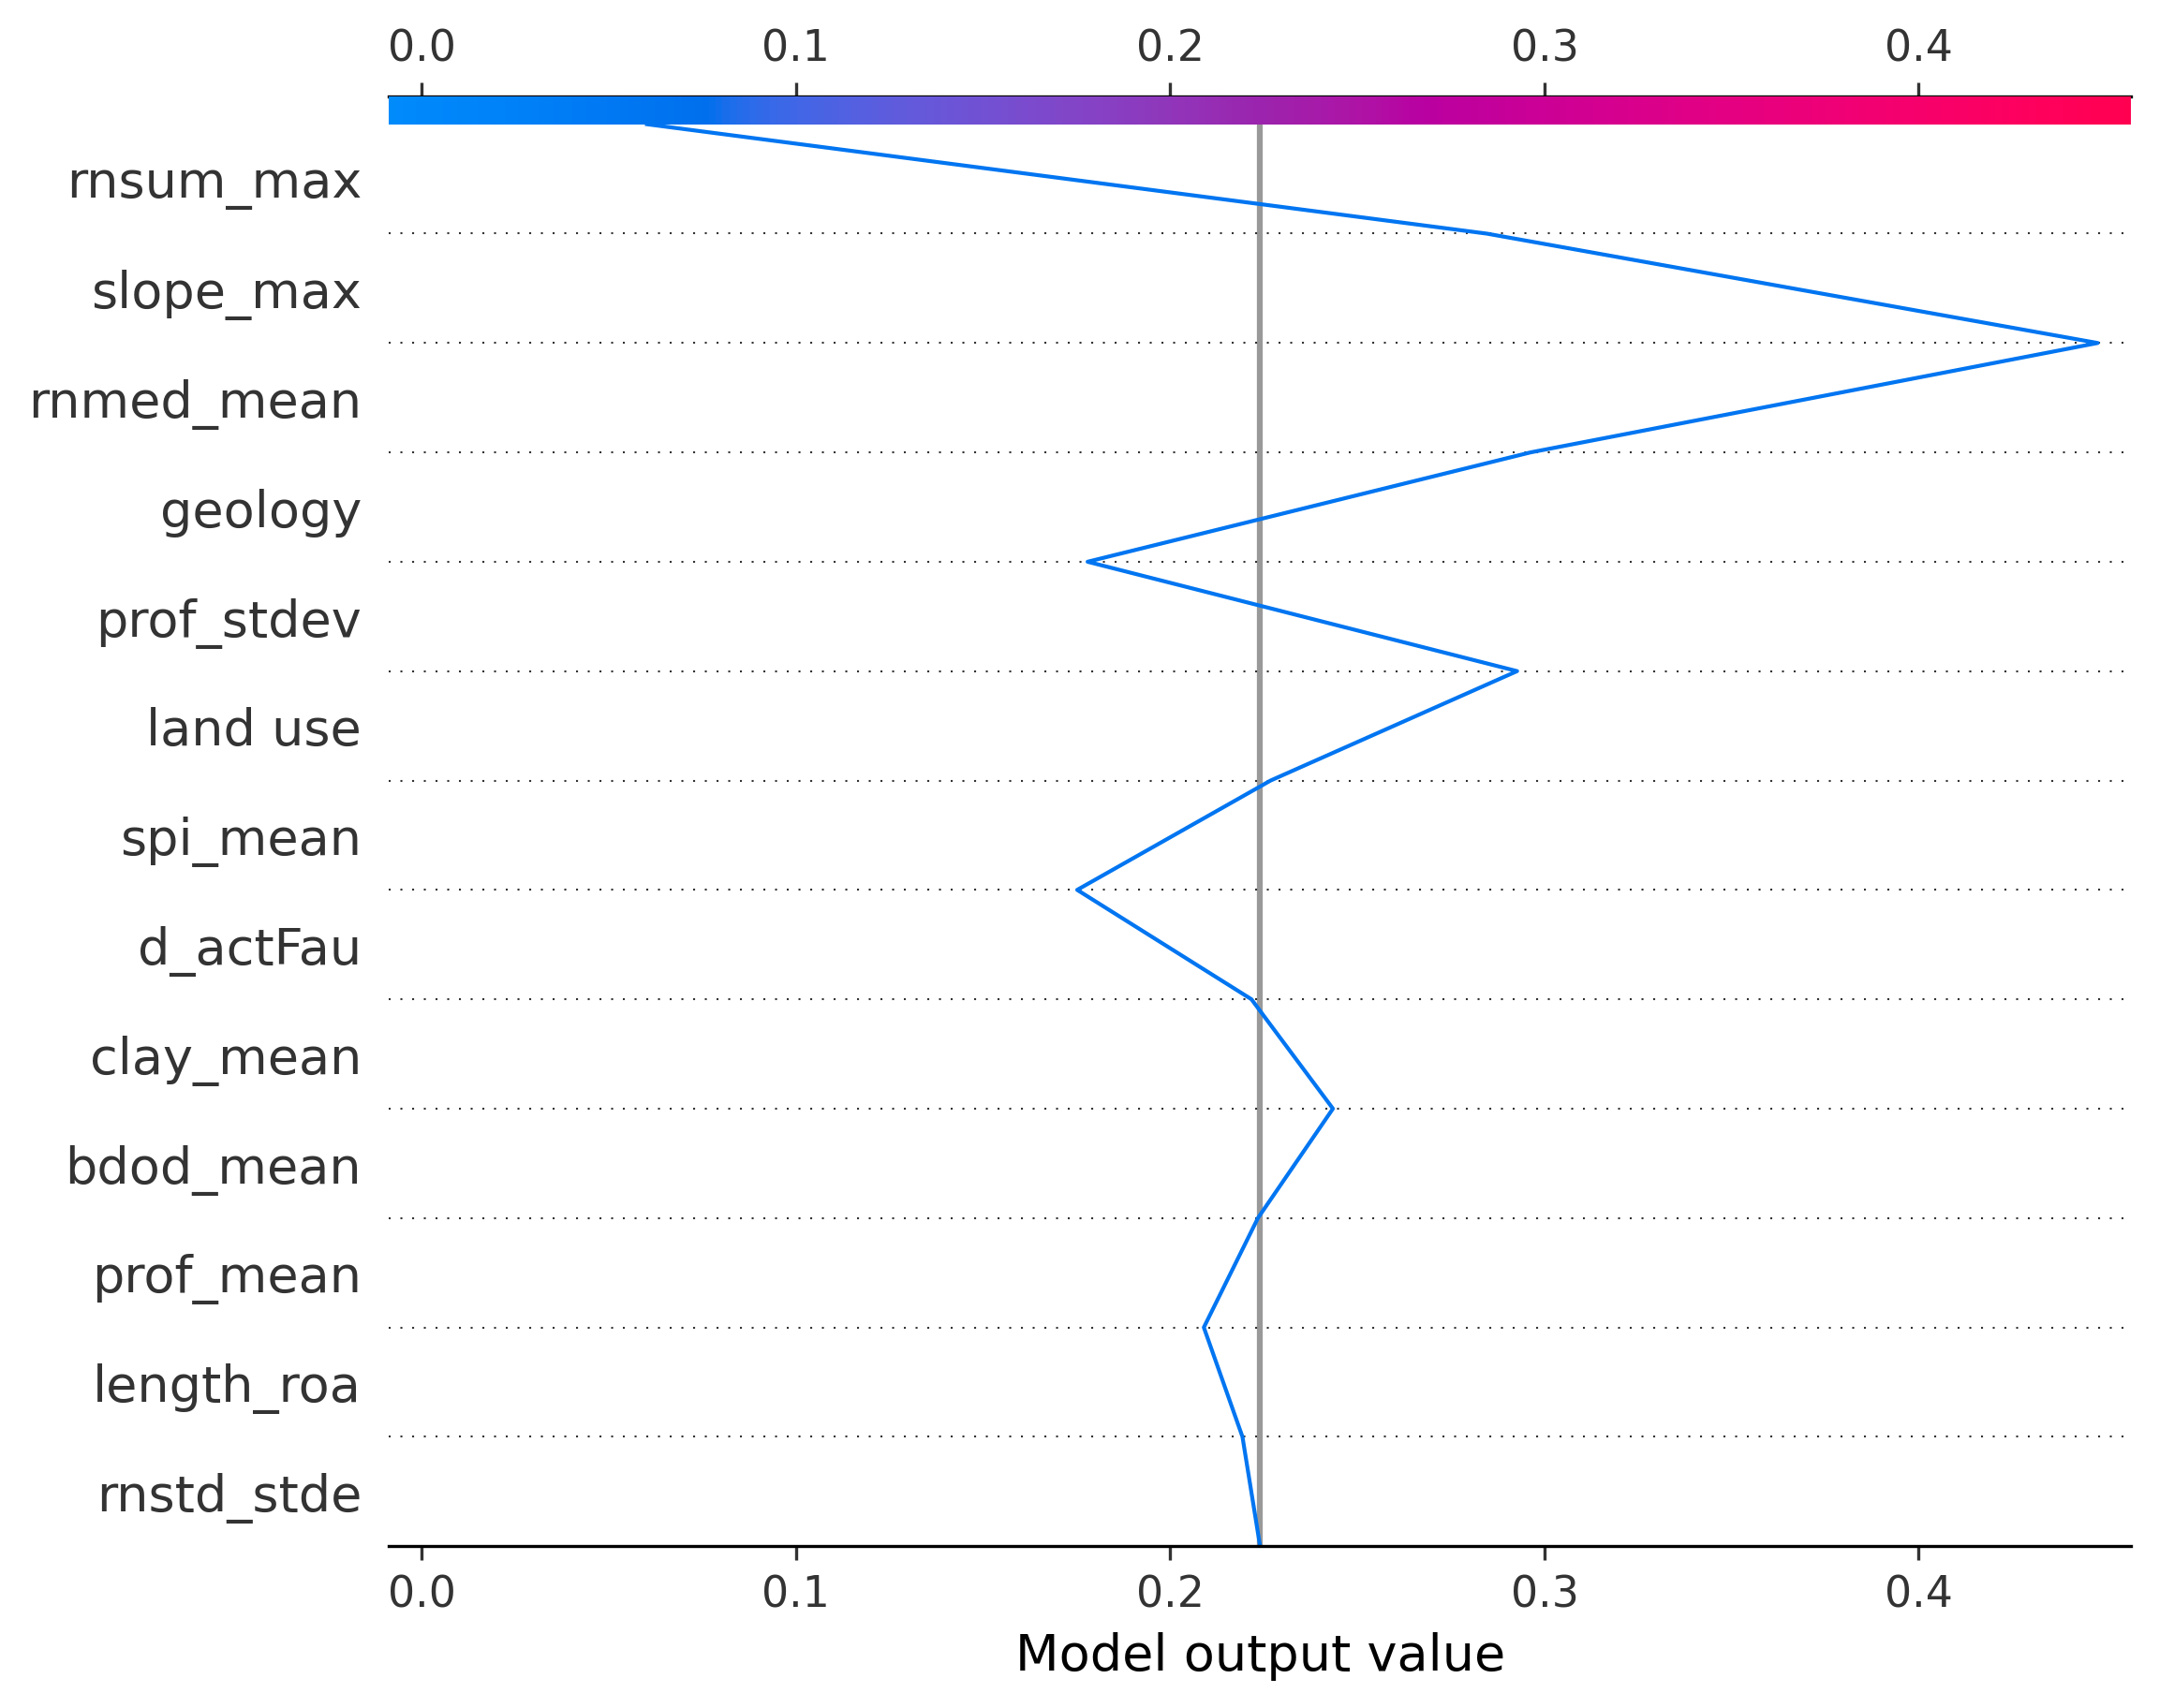 0.0 0.1 0.2 0.3 0.4
rnsum_max
slope_max
rnmed_mean
geology
prof_stdev
land use
spi_mean
d_actFau
clay_mean
bdod_mean
prof_mean
length_roa
rnstd_stde
0.0 0.1 0.2 0.3 0.4
Model output value